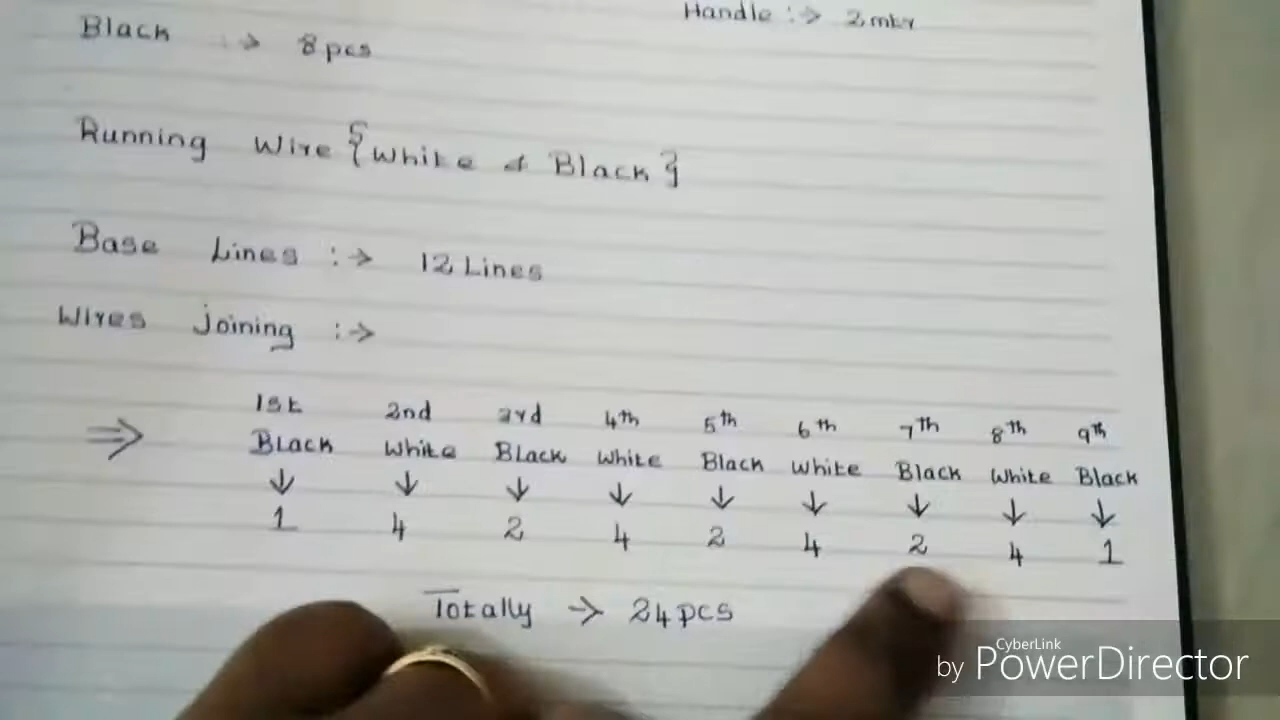 Handle :-> 2 mtr
Black :-> 8 pcs
Running Wire {White & Black}
Base Lines :-> 12 Lines
Wires joining :->
=> 1st 2nd 3rd 4th 5th 6th 7th 8th 9th
Black White Black White Black White Black White Black
↓ ↓ ↓ ↓ ↓ ↓ ↓ ↓ ↓
1 4 2 4 2 4 2 4 1
Totally -> 24 pcs
CyberLink
by PowerDirector